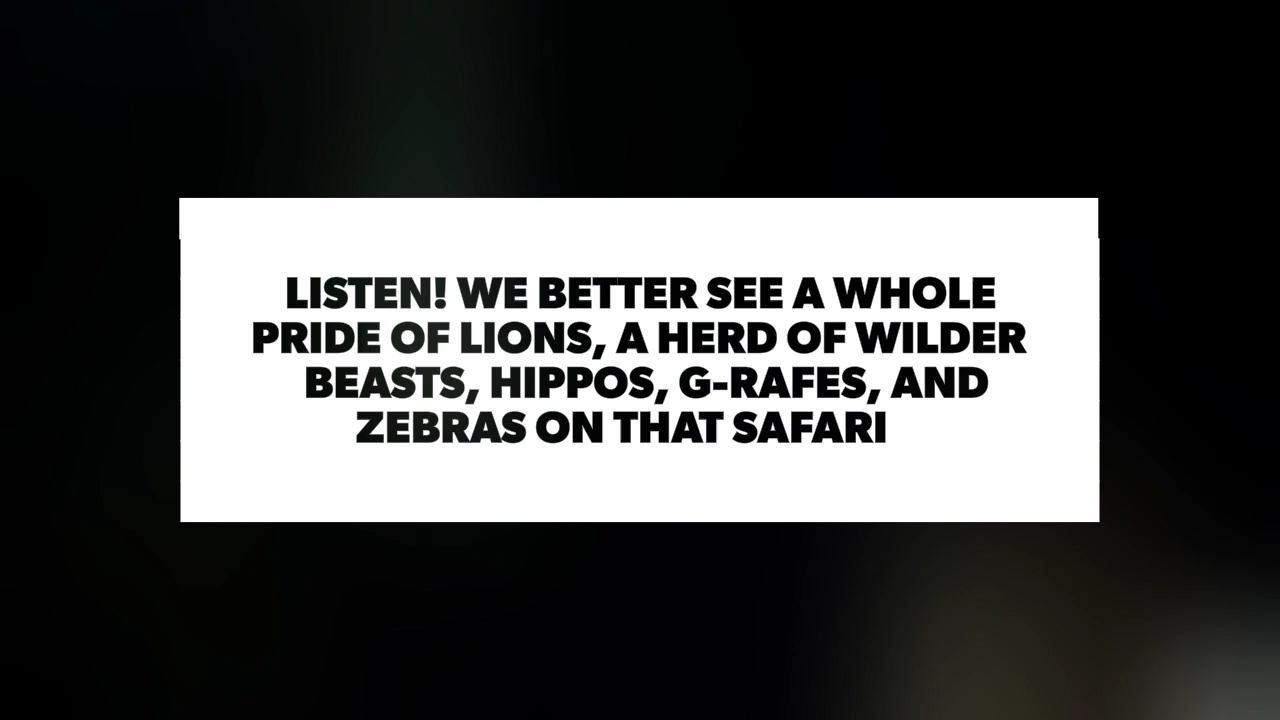 LISTEN! WE BETTER SEE A WHOLE
PRIDE OF LIONS, A HERD OF WILDER
BEASTS, HIPPOS, G-RAFES, AND
ZEBRAS ON THAT SAFARI